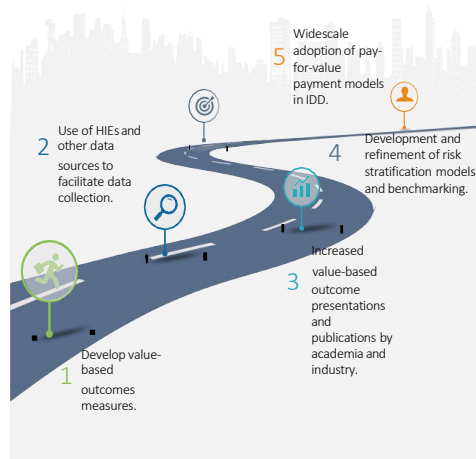 1
Develop value-
based
outcomes
measures.
2
Use of HIEs and
other data
sources to
facilitate data
collection.
3
Increased
value-based
outcome
presentations
and
publications by
academia and
industry.
4
Development and
refinement of risk
stratification models
and benchmarking.
5
Widescale
adoption of pay-
for-value
payment models
in IDD.